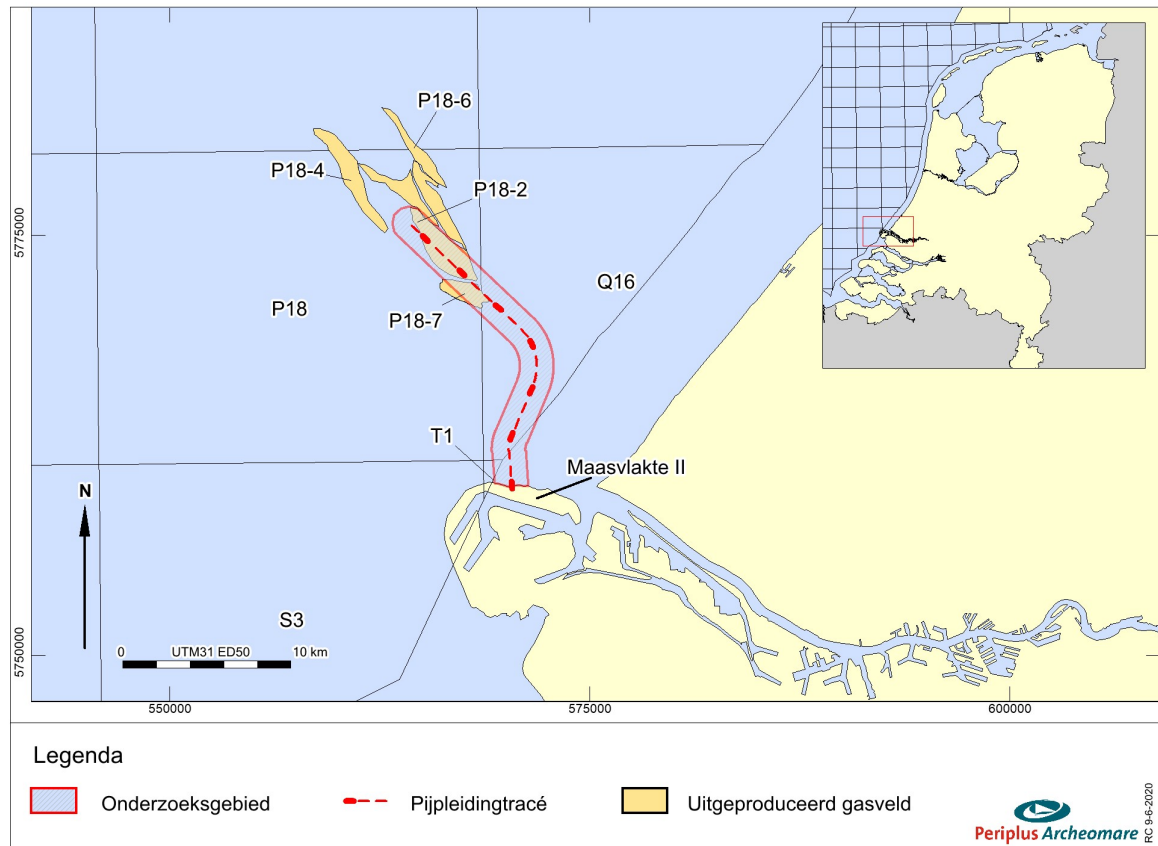 P18-6
P18-4
P18-2
5775000
Q16
P18
P18-7
T1
Maasvlakte II
N
S3
0 UTM31 ED50 10 km
5750000
550000 575000 600000
Legenda
Onderzoeksgebied
Pijpleidingtracé
Uitgeproduceerd gasveld
Periplus Archeomare
RC 9-6-2020